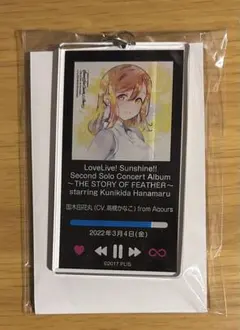 LoveLive! Sunshine!!
Second Solo Concert Album
～THE STORY OF FEATHER～
starring Kunikida Hanamaru
国木田花丸 (CV. 高槻かなこ) from Aqours
2022年3月4日(金)
©2017 PL!S